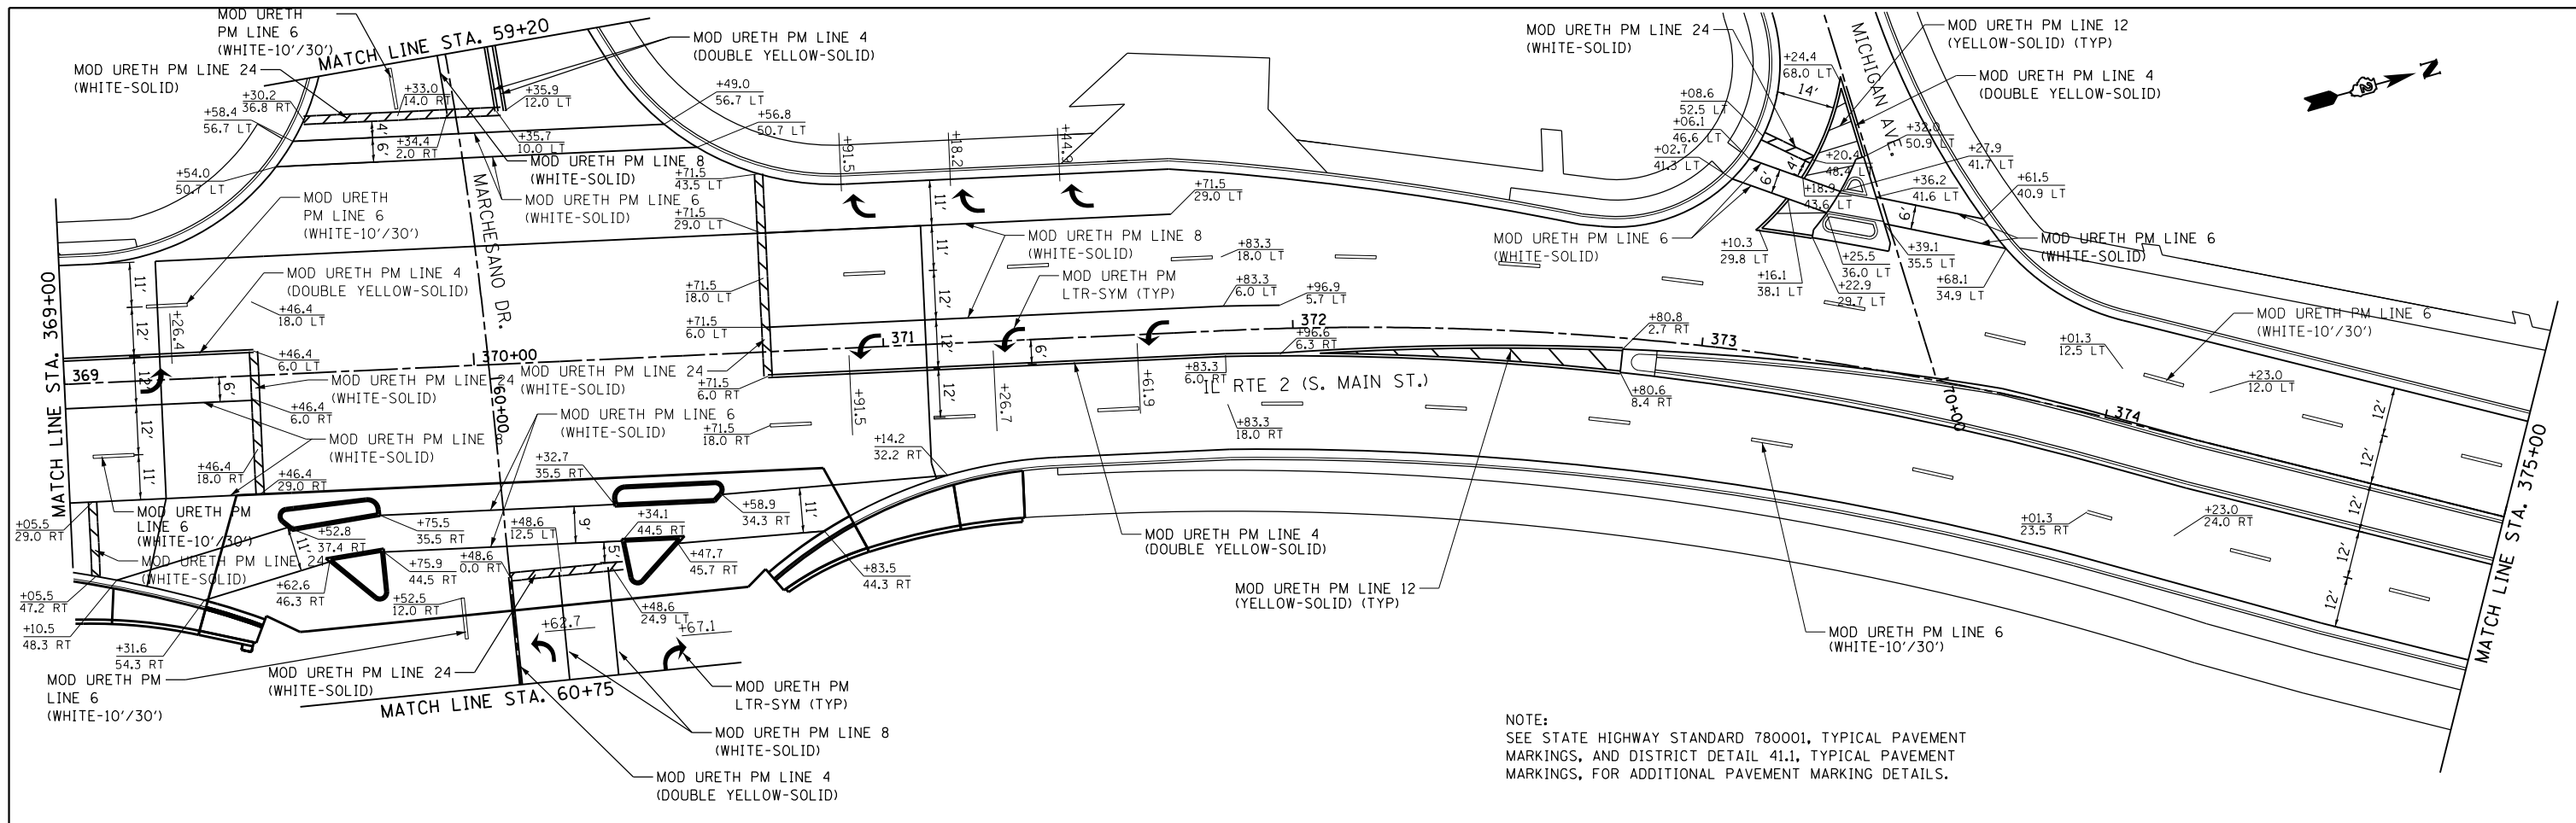 MOD URETH
PM LINE 6
(WHITE-10'/30')
MATCH LINE STA. 59+20
MOD URETH PM LINE 4
(DOUBLE YELLOW-SOLID)
MOD URETH PM LINE 24
(WHITE-SOLID)
+30.2
36.8 RT
+58.4
56.7 LT
+33.0
14.0 RT
+35.9
12.0 LT
+49.0
56.7 LT
+56.8
50.7 LT
4'
6'
+34.4
2.0 RT
+35.7
10.0 LT
MOD URETH PM LINE 8
(WHITE-SOLID)
MOD URETH PM LINE 6
(WHITE-SOLID)
+54.0
50.7 LT
MOD URETH
PM LINE 6
(WHITE-10'/30')
MARCHESANO DR.
+71.5
43.5 LT
+71.5
29.0 LT
+91.5
+18.2
+44.9
+71.5
29.0 LT
11'
11'
12'
12'
12'
MOD URETH PM LINE 8
(WHITE-SOLID)
MOD URETH PM
LTR-SYM (TYP)
+83.3
18.0 LT
+83.3
6.0 LT
+96.9
5.7 LT
MOD URETH PM LINE 4
(DOUBLE YELLOW-SOLID)
+46.4
18.0 LT
+71.5
18.0 LT
+71.5
6.0 LT
MATCH LINE STA. 369+00
11'
12'
12'
12'
11'
+26.4
369
6'
+46.4
6.0 LT
370+00
MOD URETH PM LINE 24
(WHITE-SOLID)
MOD URETH PM LINE 24
(WHITE-SOLID)
+71.5
6.0 RT
+46.4
6.0 RT
60+00
371
6'
372
+96.6
6.3 RT
+83.3
6.0 RT
IL RTE 2 (S. MAIN ST.)
+80.8
2.7 RT
+80.6
8.4 RT
373
374
70+00
MOD URETH PM LINE 6
(WHITE-SOLID)
+71.5
18.0 RT
+91.5
+26.7
+61.9
+83.3
18.0 RT
+14.2
32.2 RT
MOD URETH PM LINE 8
(WHITE-SOLID)
+46.4
18.0 RT
+46.4
29.0 RT
+32.7
35.5 RT
MOD URETH PM
LINE 6
(WHITE-10'/30')
+05.5
29.0 RT
MOD URETH PM LINE 24
(WHITE-SOLID)
+52.8
37.4 RT
11'
+75.5
35.5 RT
+48.6
12.5 LT
9'
+34.1
44.5 RT
+58.9
34.3 RT
11'
5'
+48.6
0.0 RT
+47.7
45.7 RT
+75.9
44.5 RT
+62.6
46.3 RT
+83.5
44.3 RT
+05.5
47.2 RT
+10.5
48.3 RT
+31.6
54.3 RT
+52.5
12.0 RT
+48.6
24.9 LT
+62.7
+67.1
MOD URETH PM
LINE 6
(WHITE-10'/30')
MOD URETH PM LINE 24
(WHITE-SOLID)
MATCH LINE STA. 60+75
MOD URETH PM
LTR-SYM (TYP)
MOD URETH PM LINE 8
(WHITE-SOLID)
MOD URETH PM LINE 4
(DOUBLE YELLOW-SOLID)
MOD URETH PM LINE 4
(DOUBLE YELLOW-SOLID)
MOD URETH PM LINE 12
(YELLOW-SOLID) (TYP)
MOD URETH PM LINE 24
(WHITE-SOLID)
MICHIGAN AVE.
MOD URETH PM LINE 12
(YELLOW-SOLID) (TYP)
MOD URETH PM LINE 4
(DOUBLE YELLOW-SOLID)
+24.4
68.0 LT
14'
+08.6
52.5 LT
+06.1
46.6 LT
+02.7
41.3 LT
+32.0
50.9 LT
+27.9
41.7 LT
+20.4
48.4 L
4'
6'
+18.9
43.6 LT
+36.2
41.6 LT
6'
+61.5
40.9 LT
MOD URETH PM LINE 6
(WHITE-SOLID)
+10.3
29.8 LT
+16.1
38.1 LT
+25.5
36.0 LT
+22.9
29.7 LT
+39.1
35.5 LT
+68.1
34.9 LT
MOD URETH PM LINE 6
(WHITE-SOLID)
MOD URETH PM LINE 6
(WHITE-10'/30')
+01.3
12.5 LT
+23.0
12.0 LT
12'
12'
12'
12'
12'
+01.3
23.5 RT
+23.0
24.0 RT
MATCH LINE STA. 375+00
MOD URETH PM LINE 6
(WHITE-10'/30')
2
N
NOTE:
SEE STATE HIGHWAY STANDARD 780001, TYPICAL PAVEMENT
MARKINGS, AND DISTRICT DETAIL 41.1, TYPICAL PAVEMENT
MARKINGS, FOR ADDITIONAL PAVEMENT MARKING DETAILS.